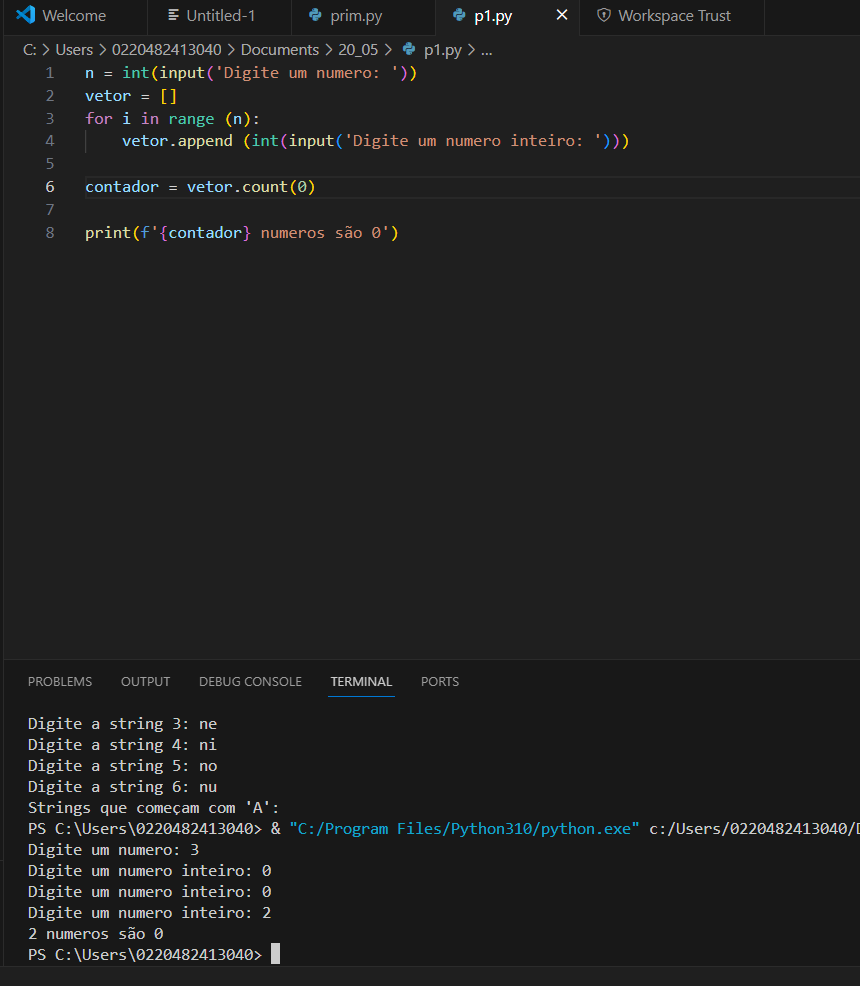 Welcome Untitled-1 prim.py p1.py Workspace Trust
C: > Users > 0220482413040 > Documents > 20_05 > p1.py > ...
1 n = int(input('Digite um numero: '))
2 vetor = []
3 for i in range (n):
4 vetor.append (int(input('Digite um numero inteiro: ')))
5
6 contador = vetor.count(0)
7
8 print(f'{contador} numeros são 0')
PROBLEMS OUTPUT DEBUG CONSOLE TERMINAL PORTS
Digite a string 3: ne
Digite a string 4: ni
Digite a string 5: no
Digite a string 6: nu
Strings que começam com 'A':
PS C:\Users\0220482413040> & "C:/Program Files/Python310/python.exe" c:/Users/0220482413040/D
Digite um numero: 3
Digite um numero inteiro: 0
Digite um numero inteiro: 0
Digite um numero inteiro: 2
2 numeros são 0
PS C:\Users\0220482413040>